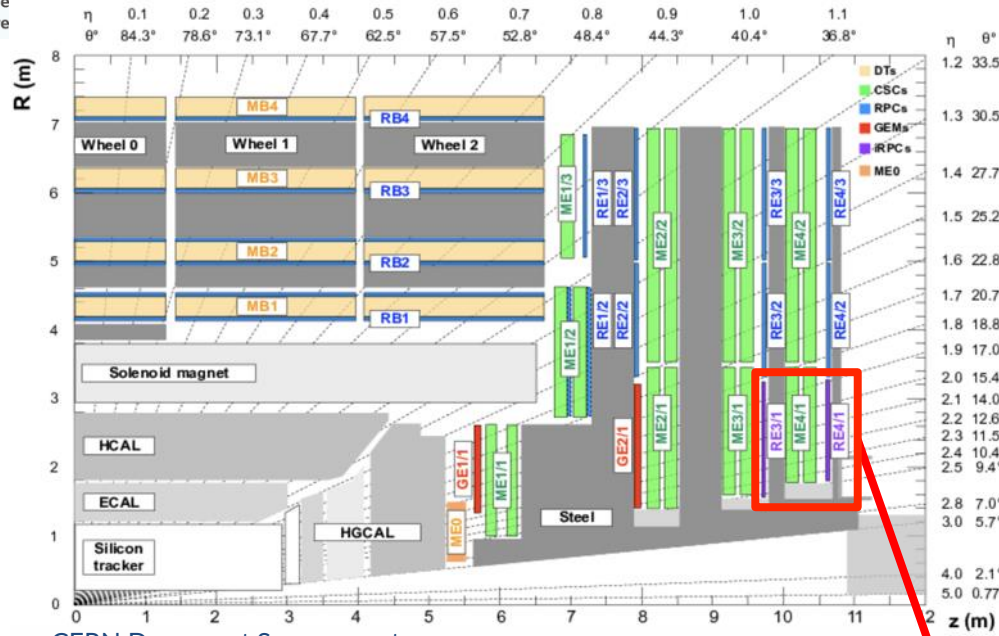 η 0.1 0.2 0.3 0.4 0.5 0.6 0.7 0.8 0.9 1.0 1.1
θ° 84.3° 78.6° 73.1° 67.7° 62.5° 57.5° 52.8° 48.4° 44.3° 40.4° 36.8° η θ°
R (m)
8
7
6
5
4
3
2
1
0
1.2 33.5
1.3 30.5
1.4 27.7
1.5 25.2
1.6 22.8
1.7 20.7
1.8 18.8
1.9 17.0
2.0 15.4
2.1 14.0
2.2 12.6
2.3 11.5
2.4 10.4
2.5 9.4°
2.8 7.0°
3.0 5.7°
4.0 2.1°
5.0 0.77
DTs
CSCs
RPCs
GEMs
iRPCs
ME0
MB4
RB4
Wheel 0 Wheel 1 Wheel 2
MB3
RB3
MB2
RB2
MB1
RB1
Solenoid magnet
HCAL
ECAL
HGCAL
Silicon
tracker
Steel
ME0
GE1/1
ME1/1
ME1/2
ME1/3
RE1/3
RE2/3
RE1/2
RE2/2
GE2/1
ME2/2
ME2/1
ME3/2
ME3/1
RE3/3
RE3/2
RE3/1
ME4/2
ME4/1
RE4/3
RE4/2
RE4/1
0 1 2 3 4 5 6 7 8 9 10 11 2
z (m)